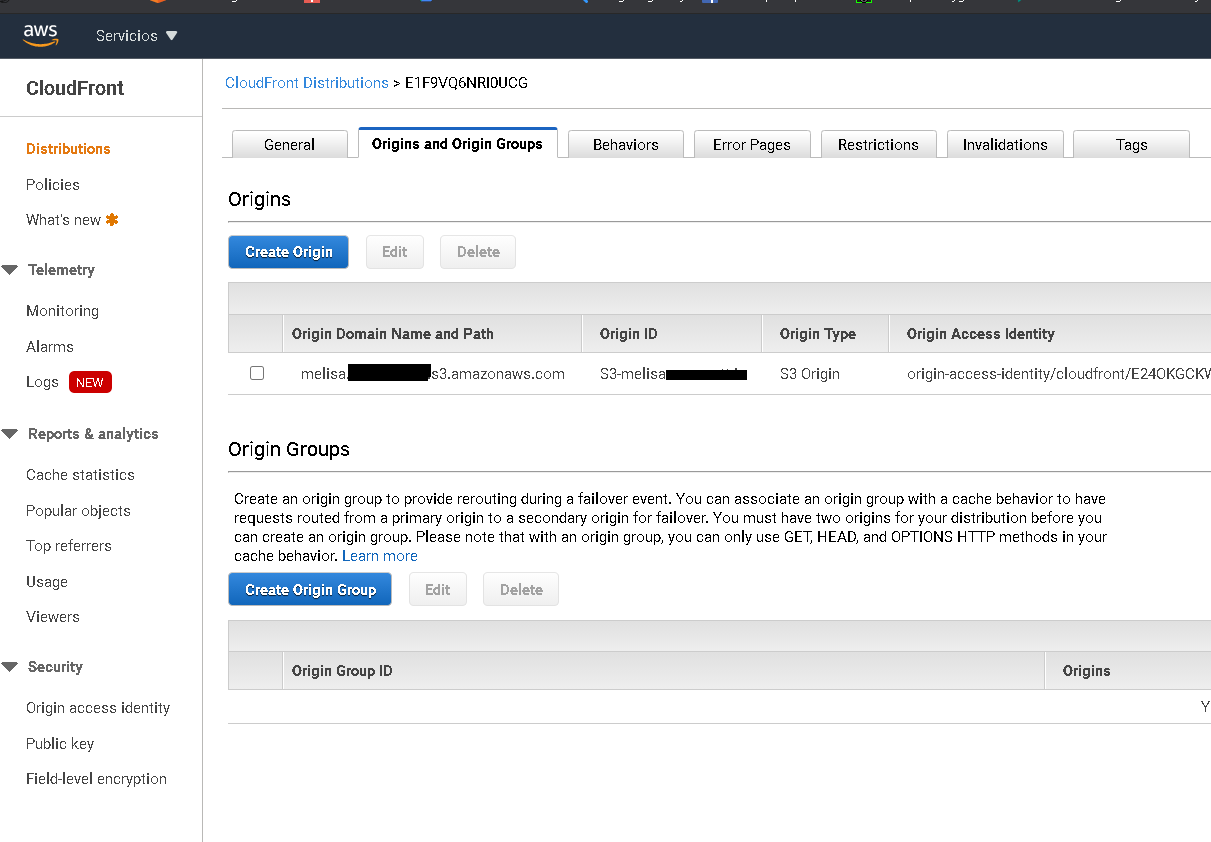 aws Servicios
CloudFront
CloudFront Distributions > E1F9VQ6NRI0UCG
Distributions
Policies
What's new
Telemetry
Monitoring
Alarms
Logs NEW
Reports & analytics
Cache statistics
Popular objects
Top referrers
Usage
Viewers
Security
Origin access identity
Public key
Field-level encryption
General Origins and Origin Groups Behaviors Error Pages Restrictions Invalidations Tags
Origins
Create Origin Edit Delete
Origin Domain Name and Path Origin ID Origin Type Origin Access Identity
melisa. s3.amazonaws.com S3-melisa S3 Origin origin-access-identity/cloudfront/E24OKGCKW
Origin Groups
Create an origin group to provide rerouting during a failover event. You can associate an origin group with a cache behavior to have
requests routed from a primary origin to a secondary origin for failover. You must have two origins for your distribution before you
can create an origin group. Please note that with an origin group, you can only use GET, HEAD, and OPTIONS HTTP methods in your
cache behavior. Learn more
Create Origin Group Edit Delete
Origin Group ID Origins
Y